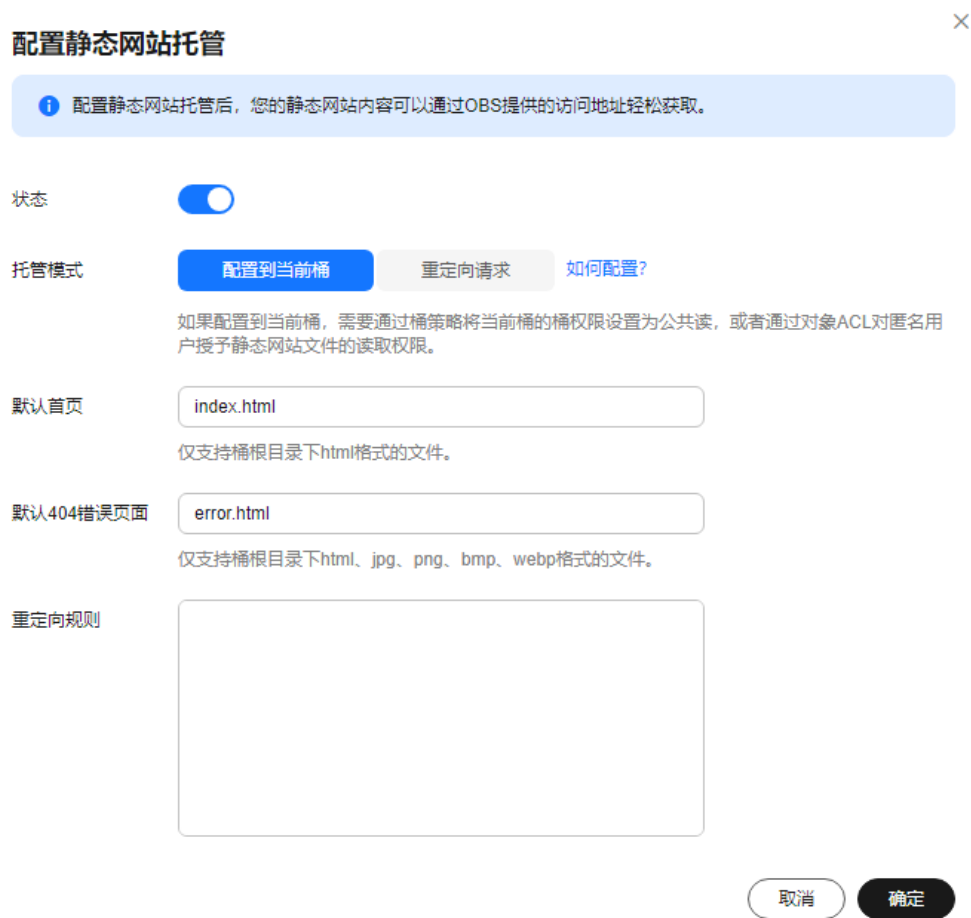 配置静态网站托管
配置静态网站托管后，您的静态网站内容可以通过OBS提供的访问地址轻松获取。
状态
托管模式
配置到当前桶
重定向请求
如何配置?
如果配置到当前桶，需要通过桶策略将当前桶的桶权限设置为公共读，或者通过对象ACL对匿名用
户授予静态网站文件的读取权限。
默认首页
index.html
仅支持桶根目录下html格式的文件。
默认404错误页面
error.html
仅支持桶根目录下html、jpg、png、bmp、webp格式的文件。
重定向规则
取消
确定